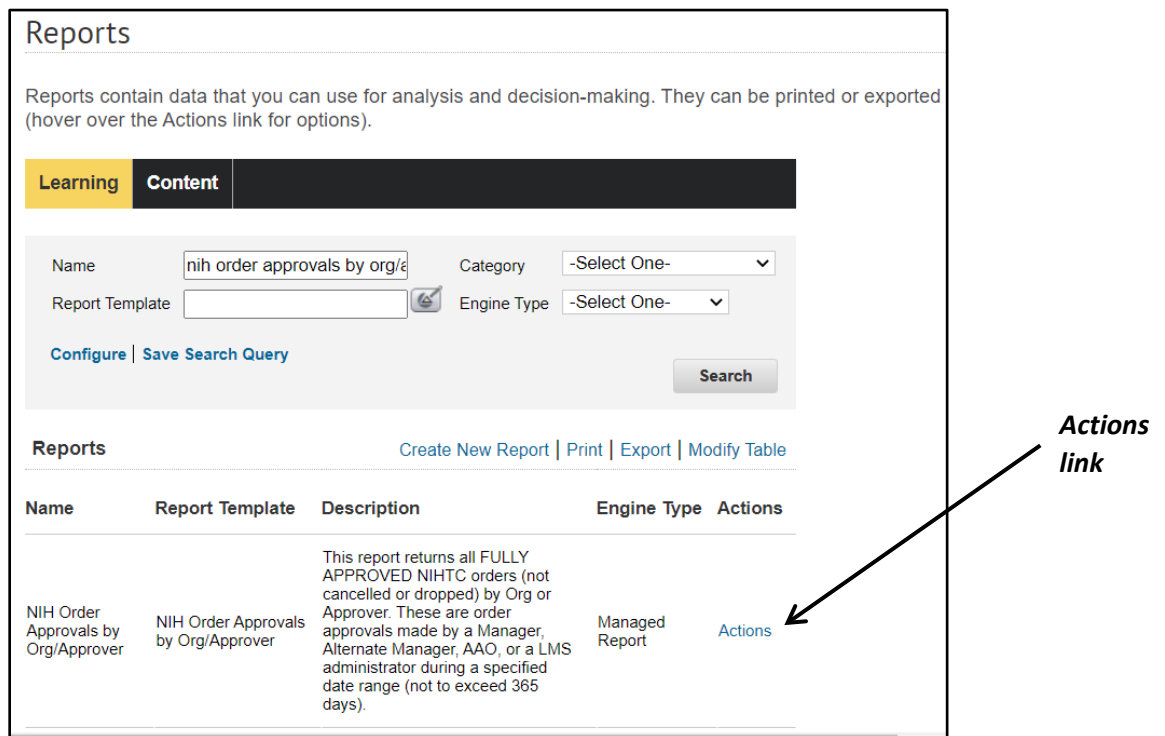 Reports
Reports contain data that you can use for analysis and decision-making. They can be printed or exported
(hover over the Actions link for options).
Learning Content
Name nih order approvals by org/a Category -Select One-
Report Template Engine Type -Select One-
Configure | Save Search Query
Search
Reports Create New Report | Print | Export | Modify Table
Name Report Template Description Engine Type Actions
NIH Order
Approvals by
Org/Approver
NIH Order Approvals
by Org/Approver
This report returns all FULLY
APPROVED NIHTC orders (not
cancelled or dropped) by Org or
Approver. These are order
approvals made by a Manager,
Alternate Manager, AAO, or a LMS
administrator during a specified
date range (not to exceed 365
days).
Managed
Report
Actions
Actions
link